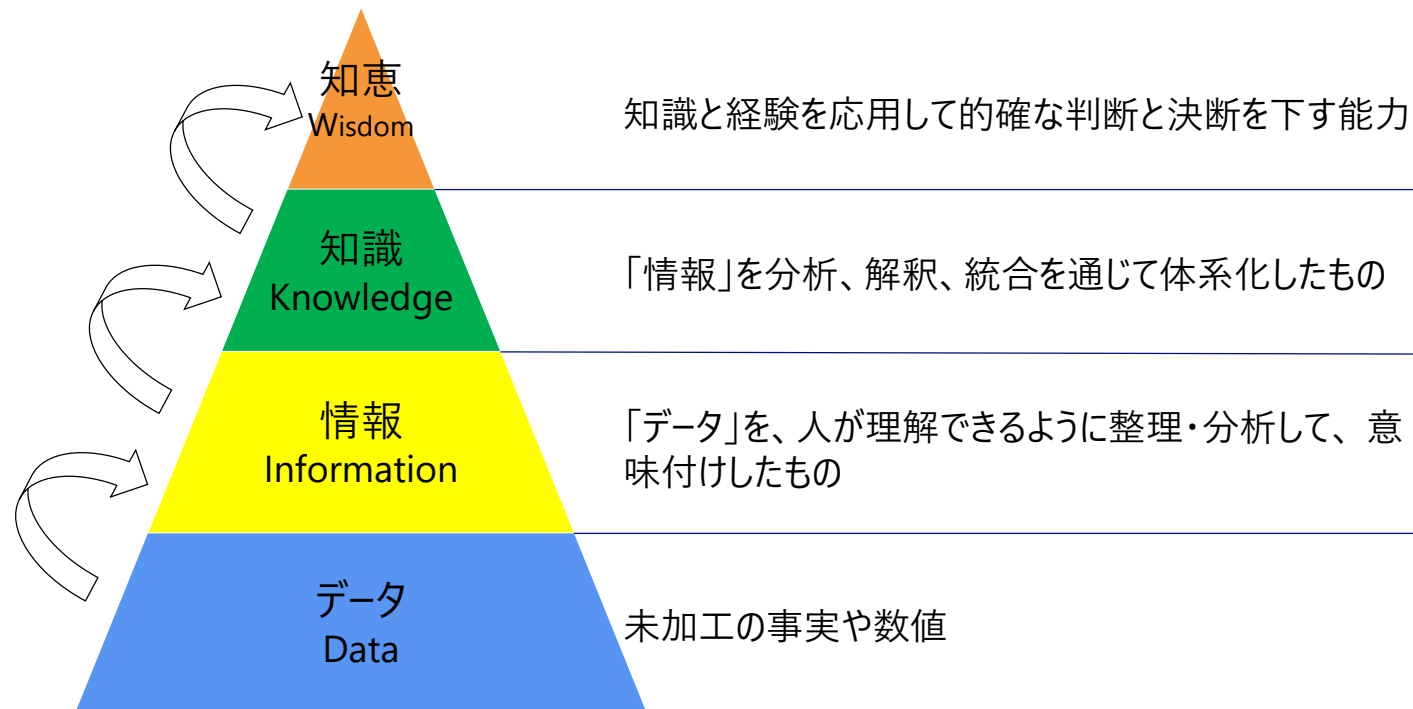 知恵
Wisdom
知識と経験を応用して的確な判断と決断を下す能力
知識
Knowledge
「情報」を分析、解釈、統合を通じて体系化したもの
情報
Information
「データ」を、人が理解できるように整理・分析して、意
味付けしたもの
データ
Data
未加工の事実や数値